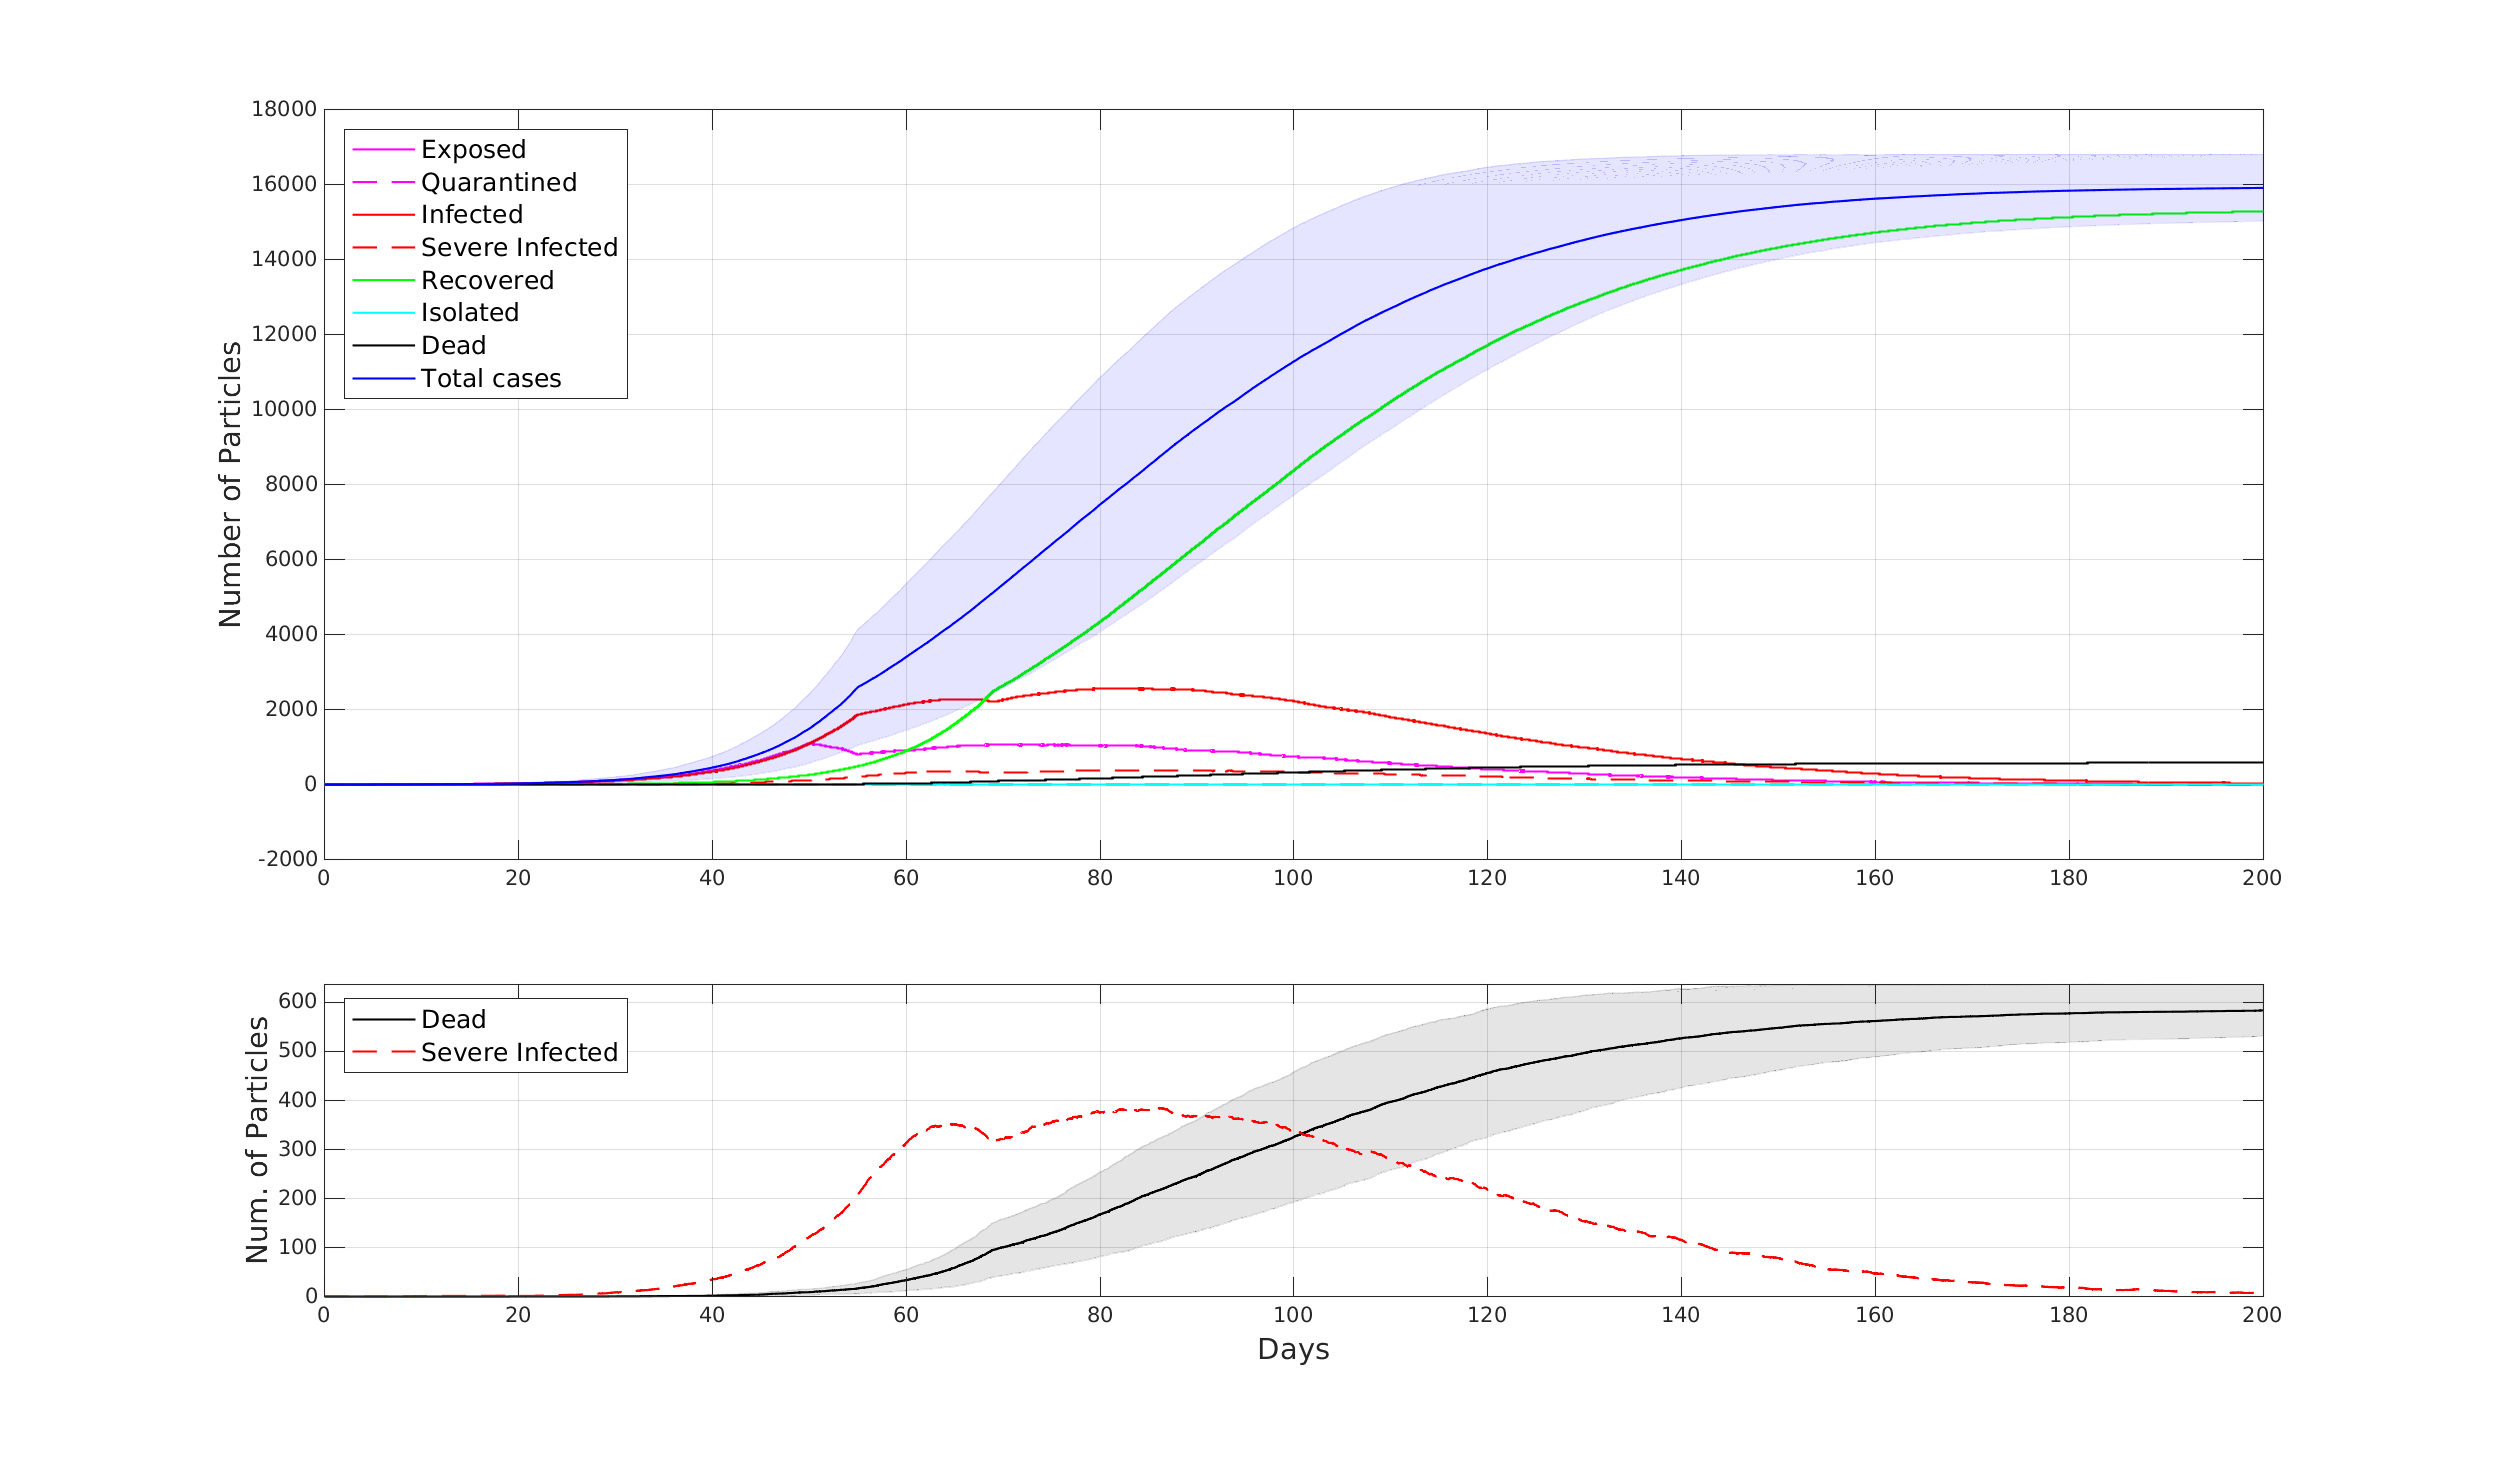 18000
16000
14000
12000
10000
8000
6000
4000
2000
0
-2000
Number of Particles
Exposed
Quarantined
Infected
Severe Infected
Recovered
Isolated
Dead
Total cases
0 20 40 60 80 100 120 140 160 180 200
600
500
400
300
200
100
0
Num. of Particles
Dead
Severe Infected
0 20 40 60 80 100 120 140 160 180 200
Days